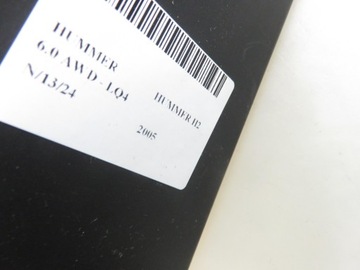 HUMMER
6.0 AWD - LQ4
N/13/24
HUMMER H2
2005